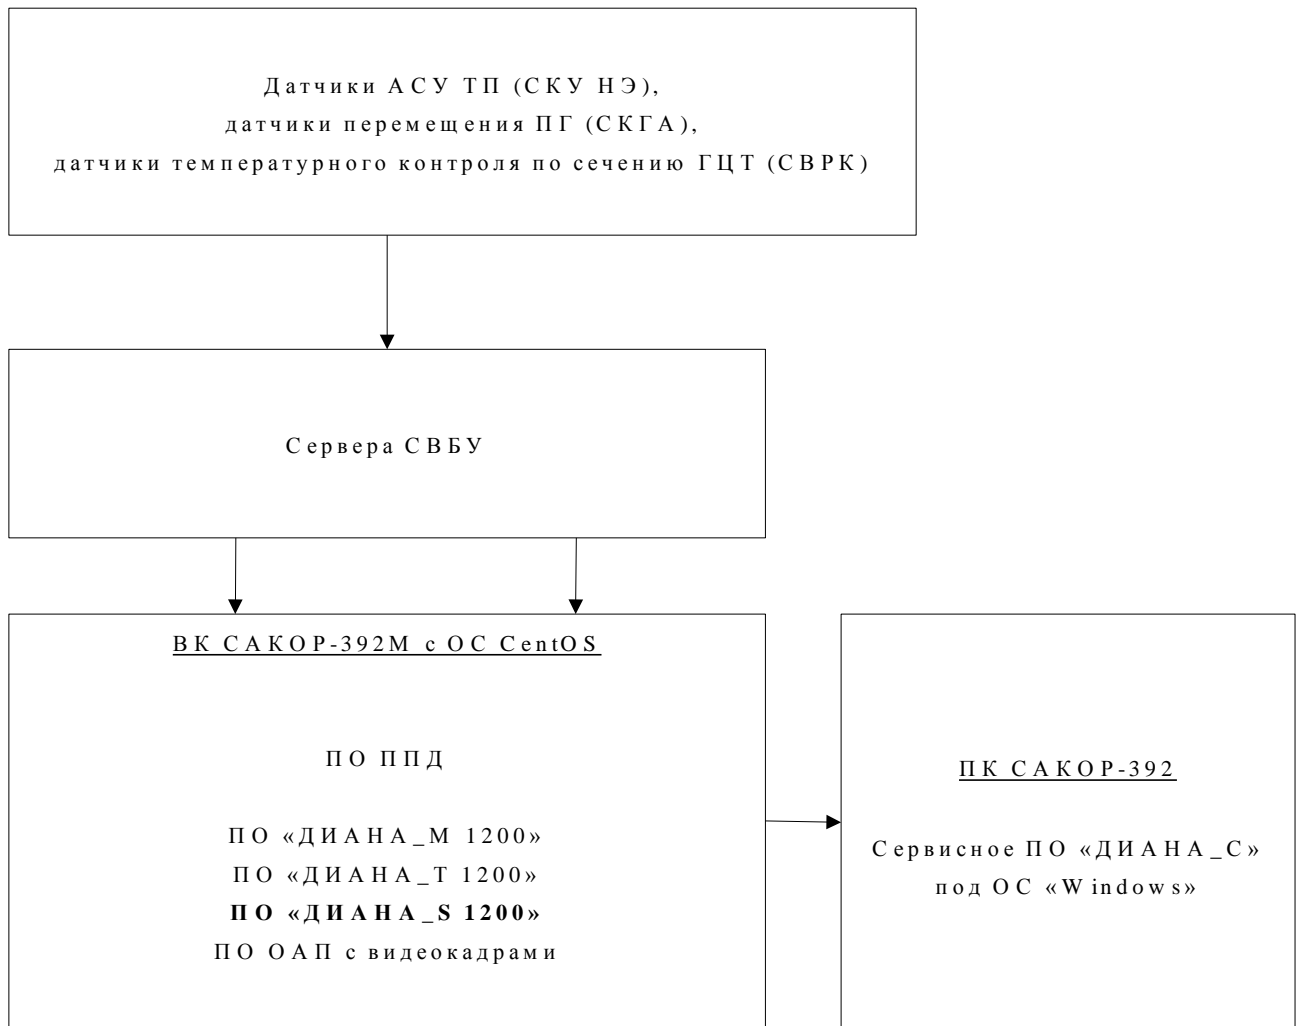 Датчики АСУ ТП (СКУ НЭ),
датчики перемещения ПГ (СКГА),
датчики температурного контроля по сечению ГЦТ (СВРК)
Сервера СВБУ
ВК САКОР-392М с ОС CentOS
ПО ППД
ПО «ДИАНА_М 1200»
ПО «ДИАНА_Т 1200»
ПО «ДИАНА_S 1200»
ПО ОАП с видеокадрами
ПК САКОР-392
Сервисное ПО «ДИАНА_С»
под ОС «Windows»